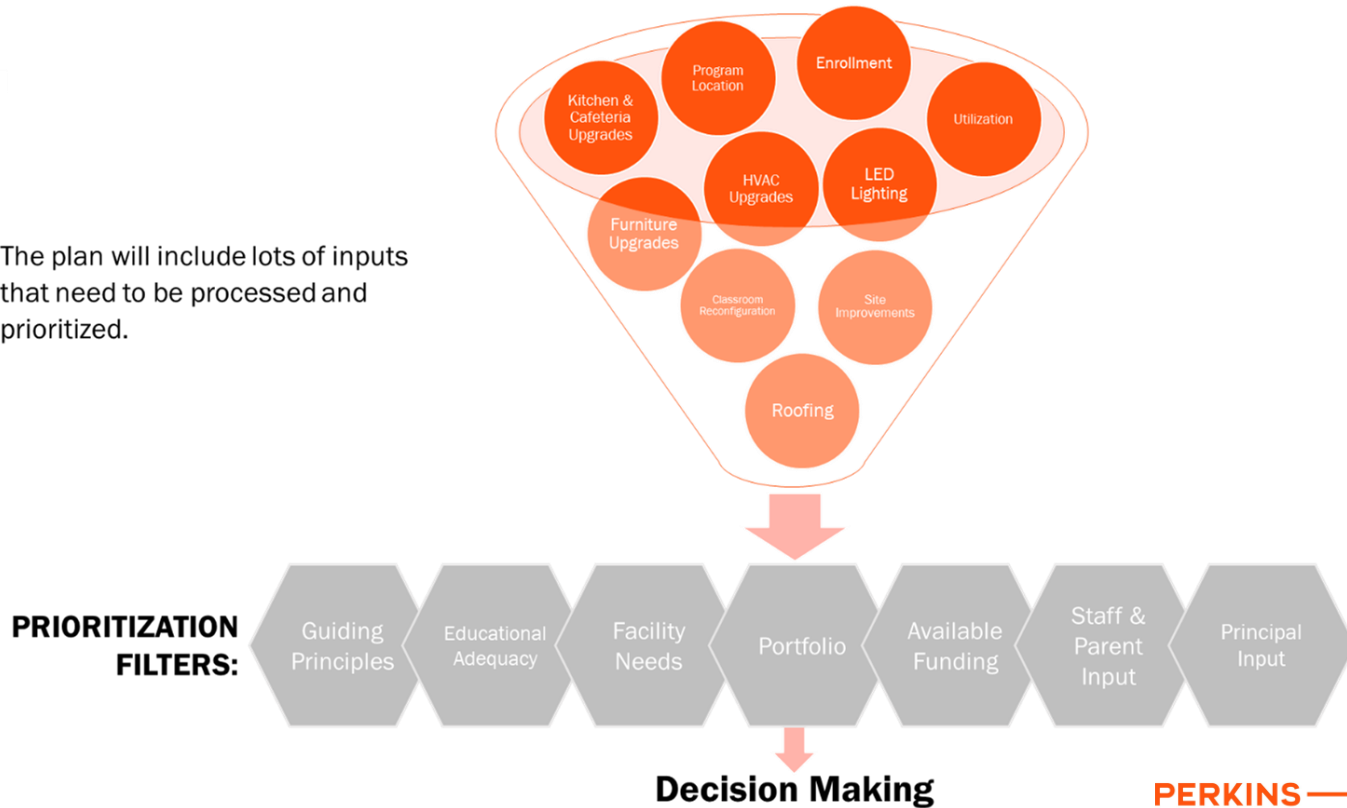 Enrollment
Program
Location
Kitchen &
Cafeteria
Upgrades
Utilization
HVAC
Upgrades
LED
Lighting
Furniture
Upgrades
The plan will include lots of inputs
that need to be processed and
prioritized.
Classroom
Reconfiguration
Site
Improvements
Roofing
PRIORITIZATION
FILTERS:
Guiding
Principles
Educational
Adequacy
Facility
Needs
Portfolio
Available
Funding
Staff &
Parent
Input
Principal
Input
Decision Making
PERKINS —